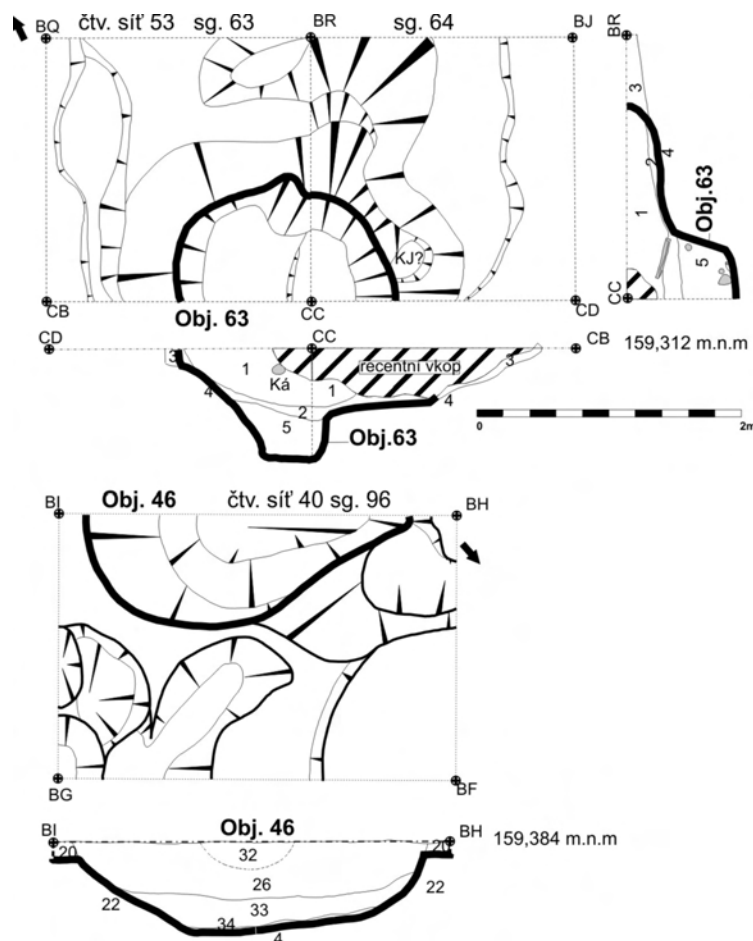 čtv. síť 53 sg. 63 BR sg. 64 BJ
BQ
BR
3
4
2
1
Obj.63
5
CC
KJ?
CB CC CD
Obj. 63
CD CC CB 159,312 m.n.m
3 1 recentní vkop 3
Ká 1
4 2 4
5 Obj.63
0 2m
BI Obj. 46 čtv. síť 40 sg. 96 BH
BG BF
BI Obj. 46 BH 159,384 m.n.m
20 32 20
26
22 33 22
34
4